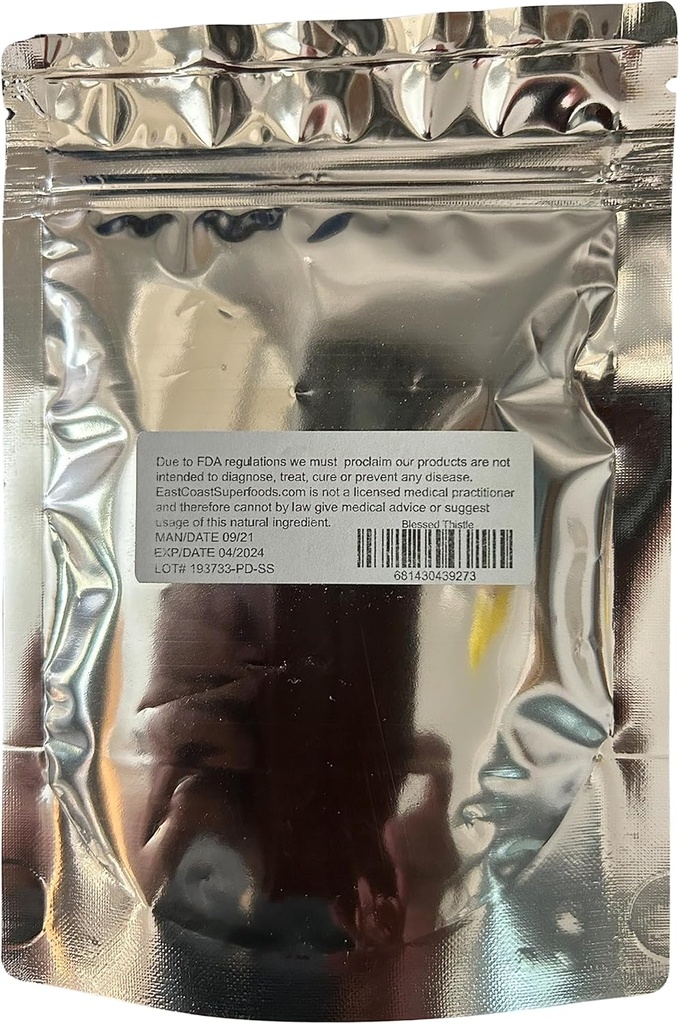 Due to FDA regulations we must proclaim our products are not
intended to diagnose, treat, cure or prevent any disease.
EastCoastSuperfoods.com is not a licensed medical practitioner
and therefore cannot by law give medical advice or suggest
usage of this natural ingredient.
Blessed Thistle
MAN/DATE 09/21
EXP/DATE 04/2024
LOT# 193733-PD-SS
681430439273